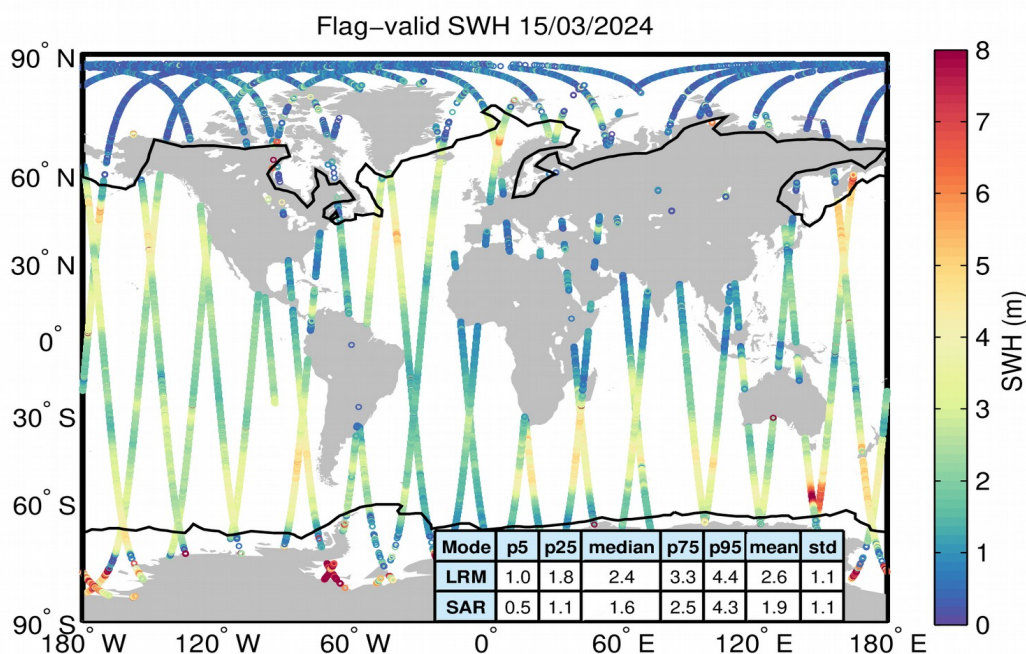 Flag−valid SWH 15/03/2024
90° N
60° N
30° N
0°
30° S
60° S
90° S
180° W
120° W
60° W
0°
60° E
120° E
180° E
8
7
6
5
4
3
2
1
0
SWH (m)
Mode p5 p25 median p75 p95 mean std
LRM 1.0 1.8 2.4 3.3 4.4 2.6 1.1
SAR 0.5 1.1 1.6 2.5 4.3 1.9 1.1